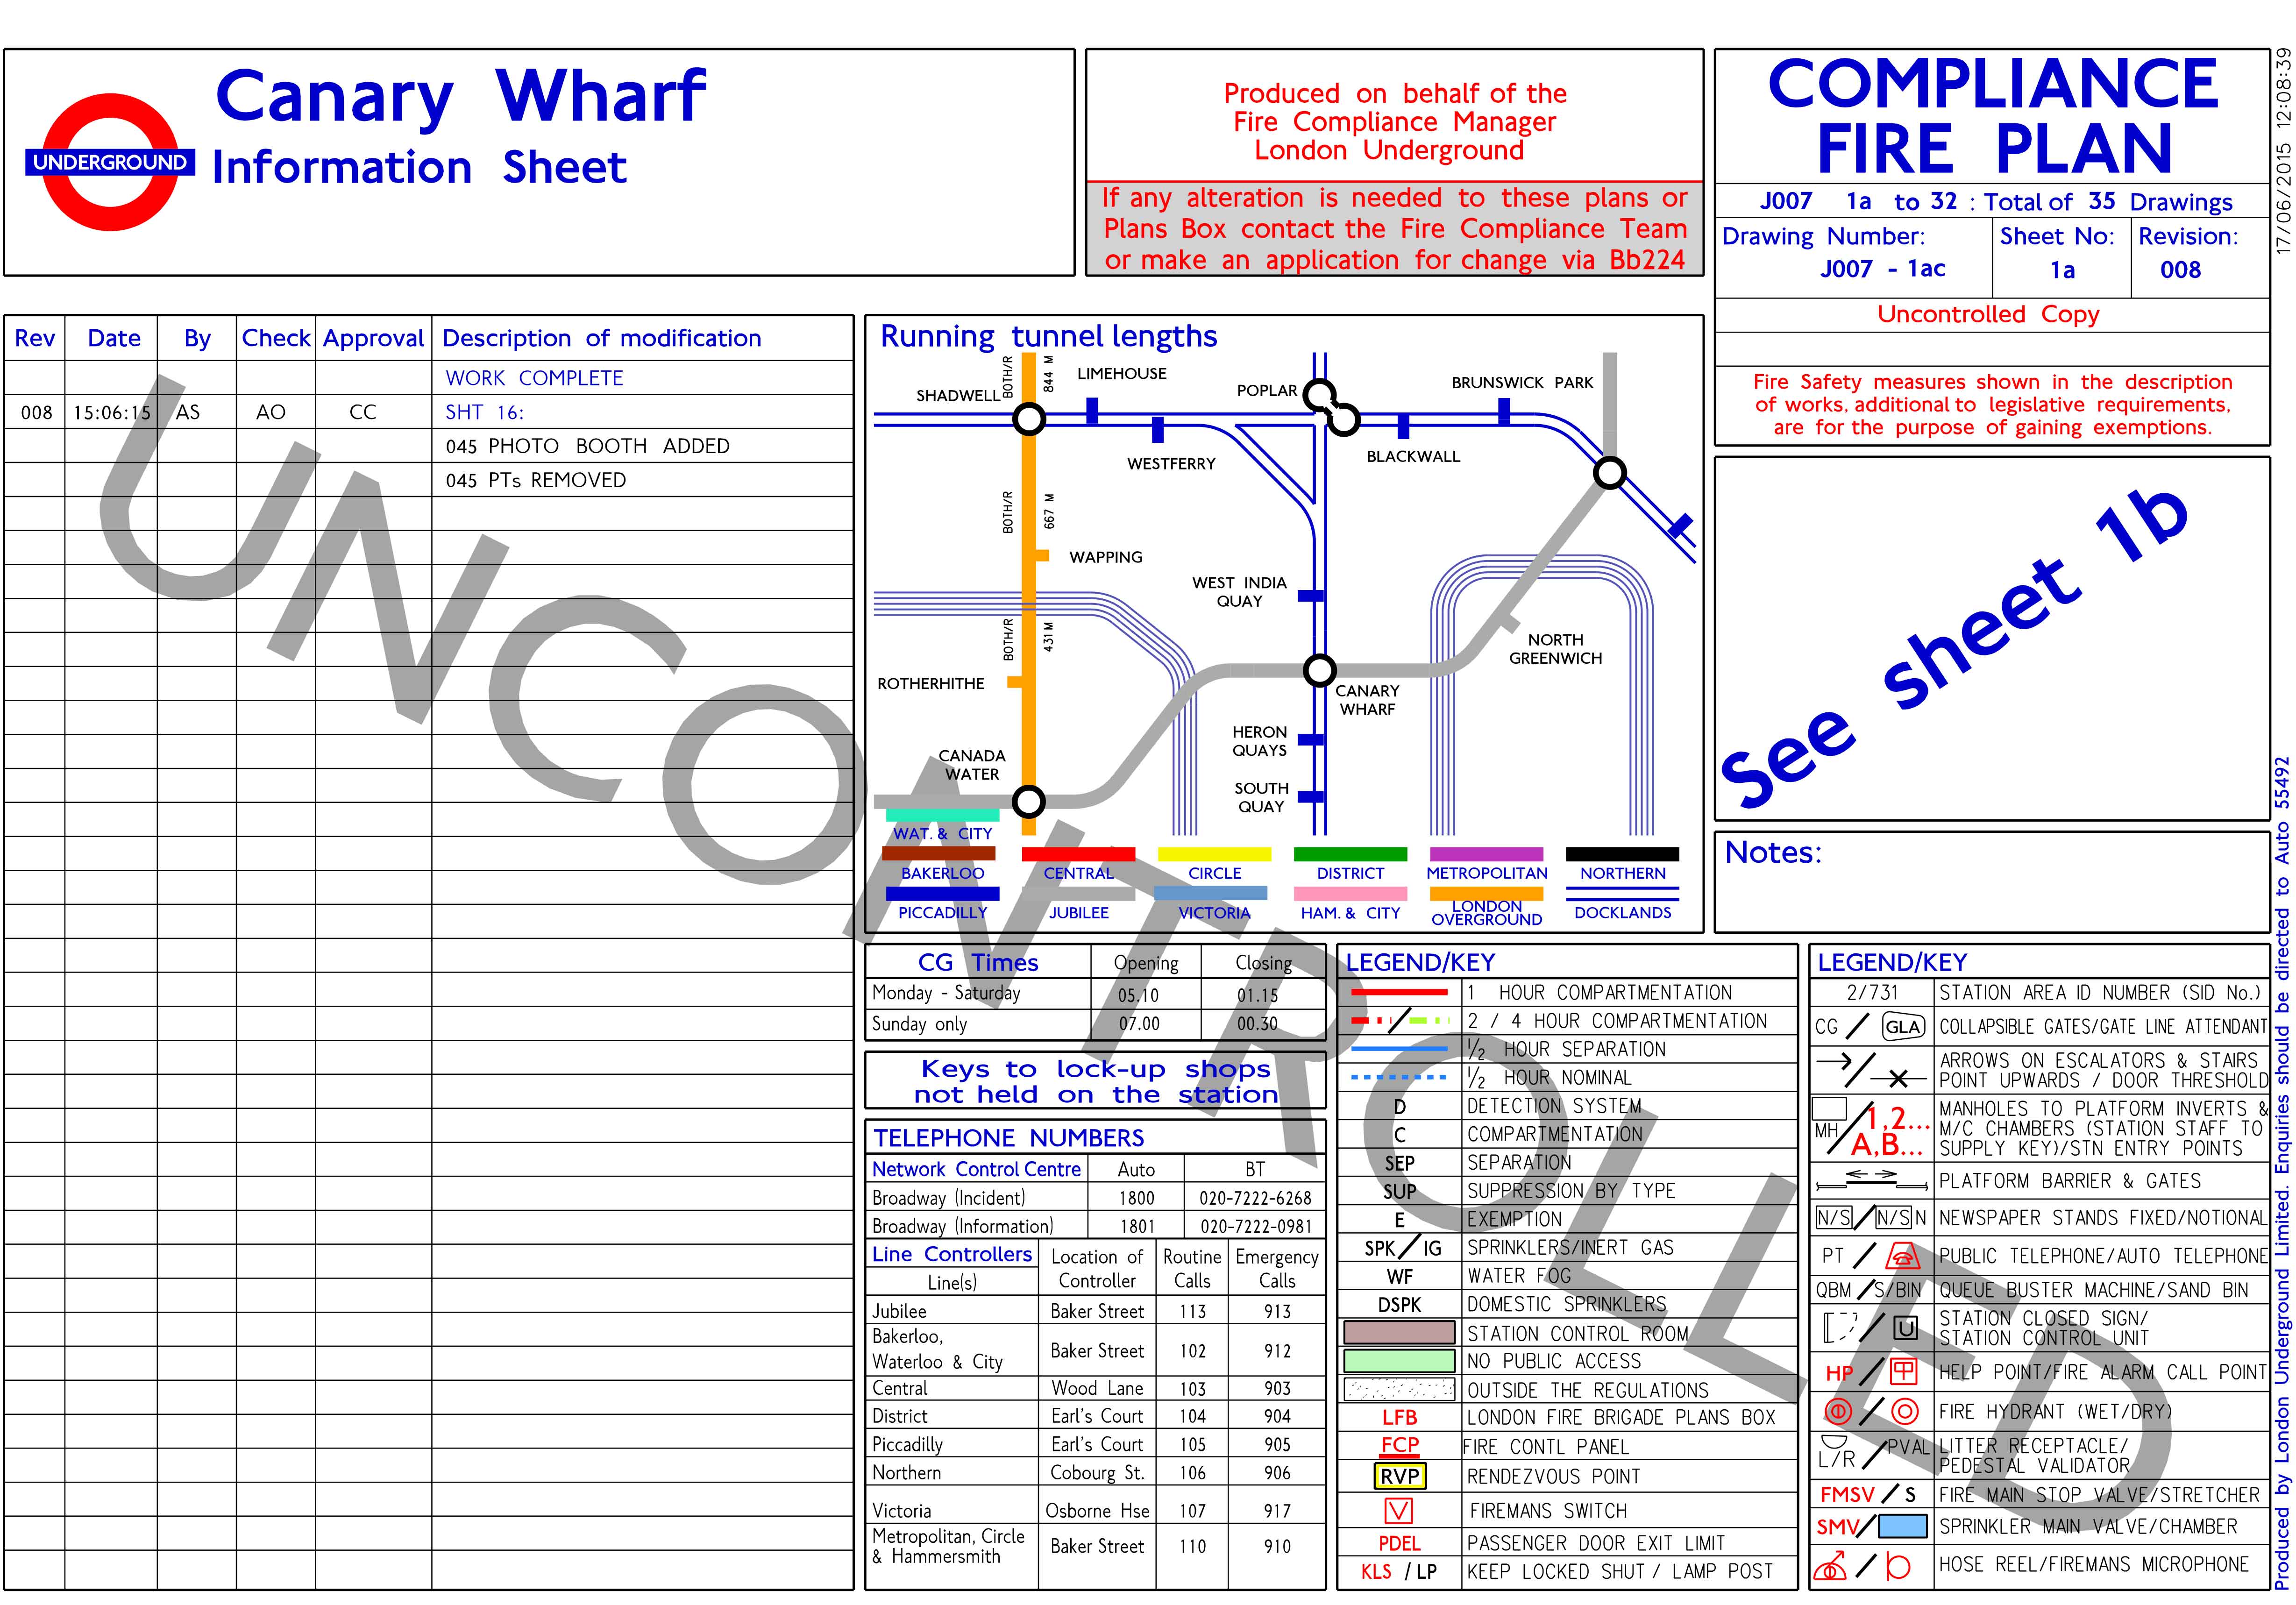 Canary Wharf
UNDERGROUND
Information Sheet
Produced on behalf of the
Fire Compliance Manager
London Underground
If any alteration is needed to these plans or
Plans Box contact the Fire Compliance Team
or make an application for change via Bb224
COMPLIANCE
FIRE PLAN
J007 1a to 32 : Total of 35 Drawings
Drawing Number: Sheet No: Revision:
J007 - 1ac 1a 008
Uncontrolled Copy
Fire Safety measures shown in the description
of works, additional to legislative requirements,
are for the purpose of gaining exemptions.
17/06/2015 12:08:39
Rev Date By Check Approval Description of modification
WORK COMPLETE
008 15:06:15 AS AO CC SHT 16:
045 PHOTO BOOTH ADDED
045 PTs REMOVED
UNCONTROLLED
Running tunnel lengths
BOTH/R 844 M
LIMEHOUSE
SHADWELL
POPLAR
BRUNSWICK PARK
WESTFERRY
BLACKWALL
BOTH/R 667 M
WAPPING
WEST INDIA
QUAY
BOTH/R 431 M
NORTH
GREENWICH
ROTHERHITHE
CANARY
WHARF
HERON
QUAYS
CANADA
WATER
SOUTH
QUAY
WAT. & CITY
BAKERLOO CENTRAL CIRCLE DISTRICT METROPOLITAN NORTHERN
PICCADILLY JUBILEE VICTORIA HAM. & CITY LONDON
OVERGROUND DOCKLANDS
See sheet 1b
Notes:
CG Times Opening Closing
Monday - Saturday 05.10 01.15
Sunday only 07.00 00.30
Keys to lock-up shops
not held on the station
TELEPHONE NUMBERS
Network Control Centre Auto BT
Broadway (Incident) 1800 020-7222-6268
Broadway (Information) 1801 020-7222-0981
Line Controllers Location of Routine Emergency
Line(s) Controller Calls Calls
Jubilee Baker Street 113 913
Bakerloo,
Waterloo & City Baker Street 102 912
Central Wood Lane 103 903
District Earl's Court 104 904
Piccadilly Earl's Court 105 905
Northern Cobourg St. 106 906
Victoria Osborne Hse 107 917
Metropolitan, Circle
& Hammersmith Baker Street 110 910
LEGEND/KEY
1 HOUR COMPARTMENTATION
/ 2 / 4 HOUR COMPARTMENTATION
1/2 HOUR SEPARATION
1/2 HOUR NOMINAL
D DETECTION SYSTEM
C COMPARTMENTATION
SEP SEPARATION
SUP SUPPRESSION BY TYPE
E EXEMPTION
SPK / IG SPRINKLERS/INERT GAS
WF WATER FOG
DSPK DOMESTIC SPRINKLERS
STATION CONTROL ROOM
NO PUBLIC ACCESS
OUTSIDE THE REGULATIONS
LFB LONDON FIRE BRIGADE PLANS BOX
FCP FIRE CONTL PANEL
RVP RENDEZVOUS POINT
V FIREMANS SWITCH
PDEL PASSENGER DOOR EXIT LIMIT
KLS / LP KEEP LOCKED SHUT / LAMP POST
LEGEND/KEY
2/731 STATION AREA ID NUMBER (SID No.)
CG / GLA COLLAPSIBLE GATES/GATE LINE ATTENDANT
/ ARROWS ON ESCALATORS & STAIRS
POINT UPWARDS / DOOR THRESHOLD
MH / 1,2... A,B... MANHOLES TO PLATFORM INVERTS &
M/C CHAMBERS (STATION STAFF TO
SUPPLY KEY)/STN ENTRY POINTS
PLATFORM BARRIER & GATES
N/S / N/S N NEWSPAPER STANDS FIXED/NOTIONAL
PT / PUBLIC TELEPHONE/AUTO TELEPHONE
QBM / S/BIN QUEUE BUSTER MACHINE/SAND BIN
/ U STATION CLOSED SIGN/
STATION CONTROL UNIT
HP / HELP POINT/FIRE ALARM CALL POINT
/ FIRE HYDRANT (WET/DRY)
L/R / PVAL LITTER RECEPTACLE/
PEDESTAL VALIDATOR
FMSV / S FIRE MAIN STOP VALVE/STRETCHER
SMV / SPRINKLER MAIN VALVE/CHAMBER
/ HOSE REEL/FIREMANS MICROPHONE
Produced by London Underground Limited. Enquiries should be directed to Auto 55492